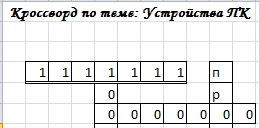 Кроссворд по теме: Устройства ПК
1 1 1 1 1 1 1 п
0 р
0 0 0 0 0 0 0